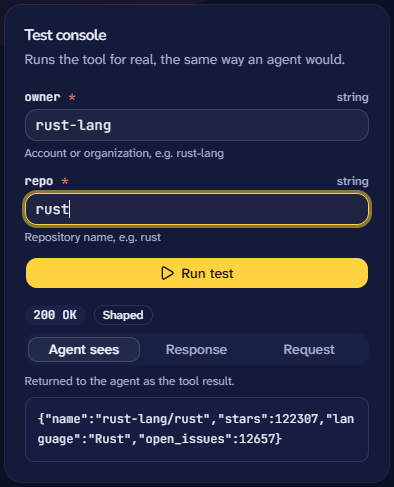 Test console
Runs the tool for real, the same way an agent would.
owner * string
rust-lang
Account or organization, e.g. rust-lang
repo * string
rust
Repository name, e.g. rust
Run test
200 OK Shaped
Agent sees Response Request
Returned to the agent as the tool result.
{"name":"rust-lang/rust","stars":122307,"lan
guage":"Rust","open_issues":12657}